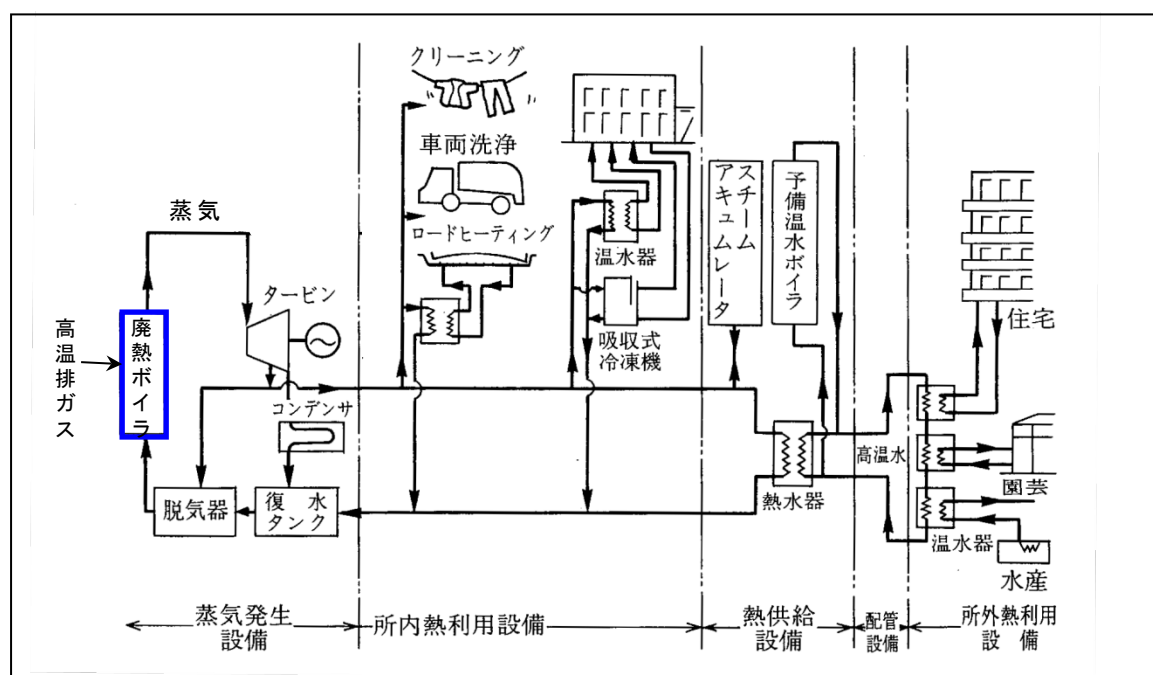 クリーニング
車両洗浄
ロードヒーティング
蒸気
タービン
高温排ガス
廃熱ボイラ
コンデンサ
脱気器
復水
タンク
温水器
吸収式
冷凍機
スチーム
アキュムレータ
予備温水ボイラ
熱水器
高温水
住宅
園芸
温水器
水産
蒸気発生
設備
所内熱利用設備
熱供給
設備
配管
設備
所外熱利用
設備